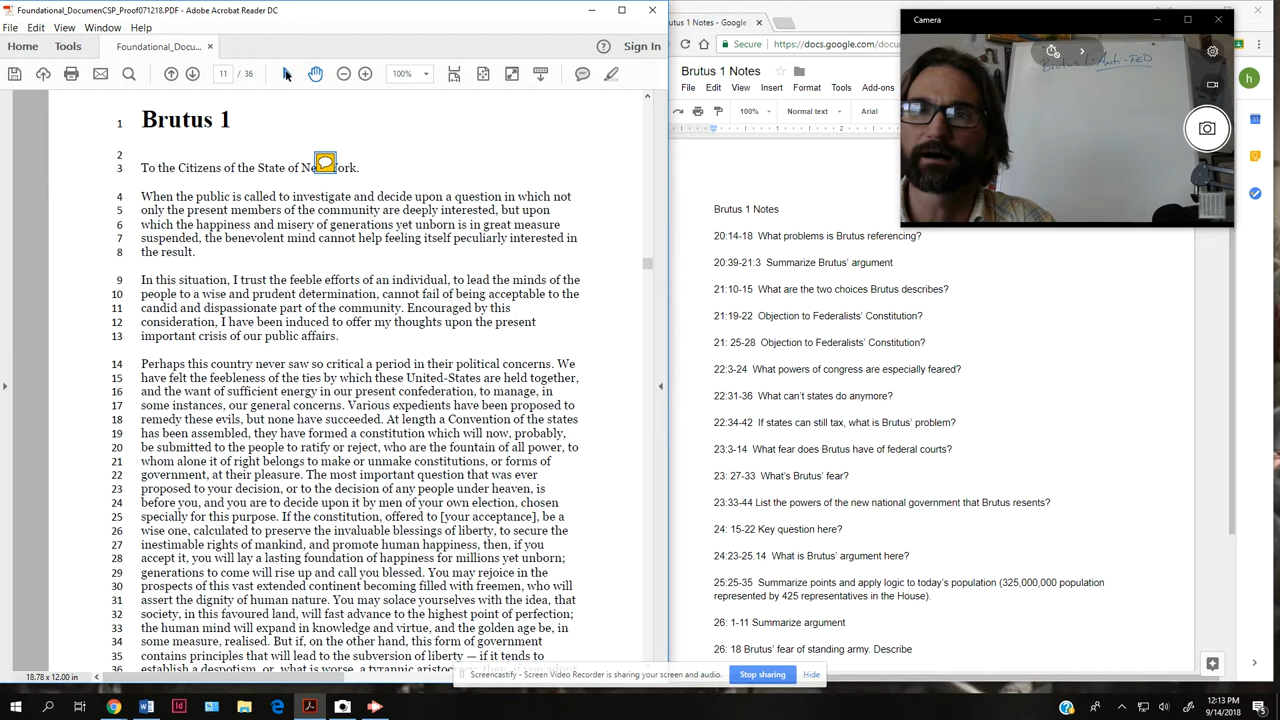 Foundational_DocumenCSP_Proof071218.PDF - Adobe Acrobat Reader DC
File Edit View Window Help
Home Tools Foundational_Docu... × Sign In
11 / 36 100%
Brutus 1
1
2
3 To the Citizens of the State of Ne ork.
4 When the public is called to investigate and decide upon a question in which not
5 only the present members of the community are deeply interested, but upon
6 which the happiness and misery of generations yet unborn is in great measure
7 suspended, the benevolent mind cannot help feeling itself peculiarly interested in
8 the result.
9 In this situation, I trust the feeble efforts of an individual, to lead the minds of the
10 people to a wise and prudent determination, cannot fail of being acceptable to the
11 candid and dispassionate part of the community. Encouraged by this
12 consideration, I have been induced to offer my thoughts upon the present
13 important crisis of our public affairs.
14 Perhaps this country never saw so critical a period in their political concerns. We
15 have felt the feebleness of the ties by which these United-States are held together,
16 and the want of sufficient energy in our present confederation, to manage, in
17 some instances, our general concerns. Various expedients have been proposed to
18 remedy these evils, but none have succeeded. At length a Convention of the states
19 has been assembled, they have formed a constitution which will now, probably,
20 be submitted to the people to ratify or reject, who are the fountain of all power, to
21 whom alone it of right belongs to make or unmake constitutions, or forms of
22 government, at their pleasure. The most important question that was ever
23 proposed to your decision, or to the decision of any people under heaven, is
24 before you, and you are to decide upon it by men of your own election, chosen
25 specially for this purpose. If the constitution, offered to [your acceptance], be a
26 wise one, calculated to preserve the invaluable blessings of liberty, to secure the
27 inestimable rights of mankind, and promote human happiness, then, if you
28 accept it, you will lay a lasting foundation of happiness for millions yet unborn;
29 generations to come will rise up and call you blessed. You may rejoice in the
30 prospects of this vast extended continent becoming filled with freemen, who will
31 assert the dignity of human nature. You may solace yourselves with the idea, that
32 society, in this favoured land, will fast advance to the highest point of perfection;
33 the human mind will expand in knowledge and virtue, and the golden age be, in
34 some measure, realised. But if, on the other hand, this form of government
35 contains principles that will lead to the subversion of liberty — if it tends to
36 establish a despotism, or, what is worse, a tyrannic
18.78 x 12.00 in
Brutus 1 Notes - Google ×
Secure https://docs.google.com/docu
Brutus 1 Notes
File Edit View Insert Format Tools Add-ons
100% Normal text Arial
h
Camera
Brutus 1 - Anti-FED
Brutus 1 Notes
20:14-18 What problems is Brutus referencing?
20:39-21:3 Summarize Brutus' argument
21:10-15 What are the two choices Brutus describes?
21:19-22 Objection to Federalists' Constitution?
21: 25-28 Objection to Federalists' Constitution?
22:3-24 What powers of congress are especially feared?
22:31-36 What can't states do anymore?
22:34-42 If states can still tax, what is Brutus' problem?
23:3-14 What fear does Brutus have of federal courts?
23: 27-33 What's Brutus' fear?
23:33-44 List the powers of the new national government that Brutus resents?
24: 15-22 Key question here?
24:23-25.14 What is Brutus' argument here?
25:25-35 Summarize points and apply logic to today's population (325,000,000 population
represented by 425 representatives in the House).
26: 1-11 Summarize argument
26: 18 Brutus' fear of standing army. Describe
Screencastify - Screen Video Recorder is sharing your screen and audio. Stop sharing Hide
12:13 PM
9/14/2018